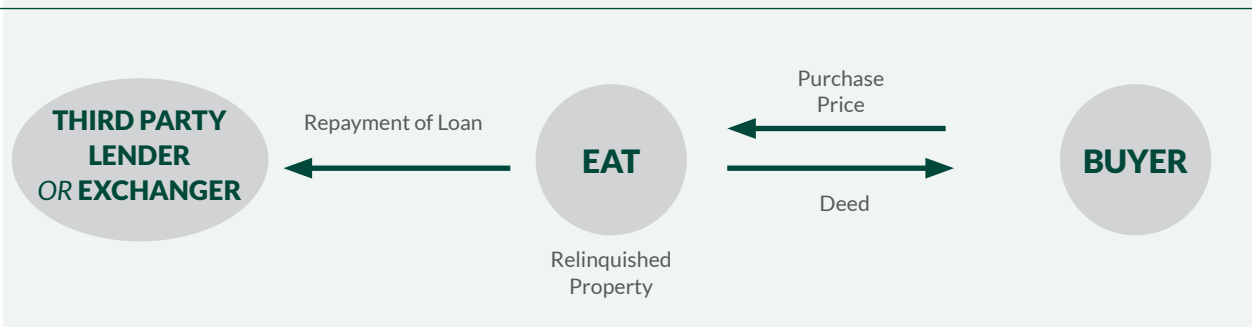 THIRD PARTY
LENDER
OR EXCHANGER
Repayment of Loan
EAT
Relinquished
Property
Purchase
Price
Deed
BUYER